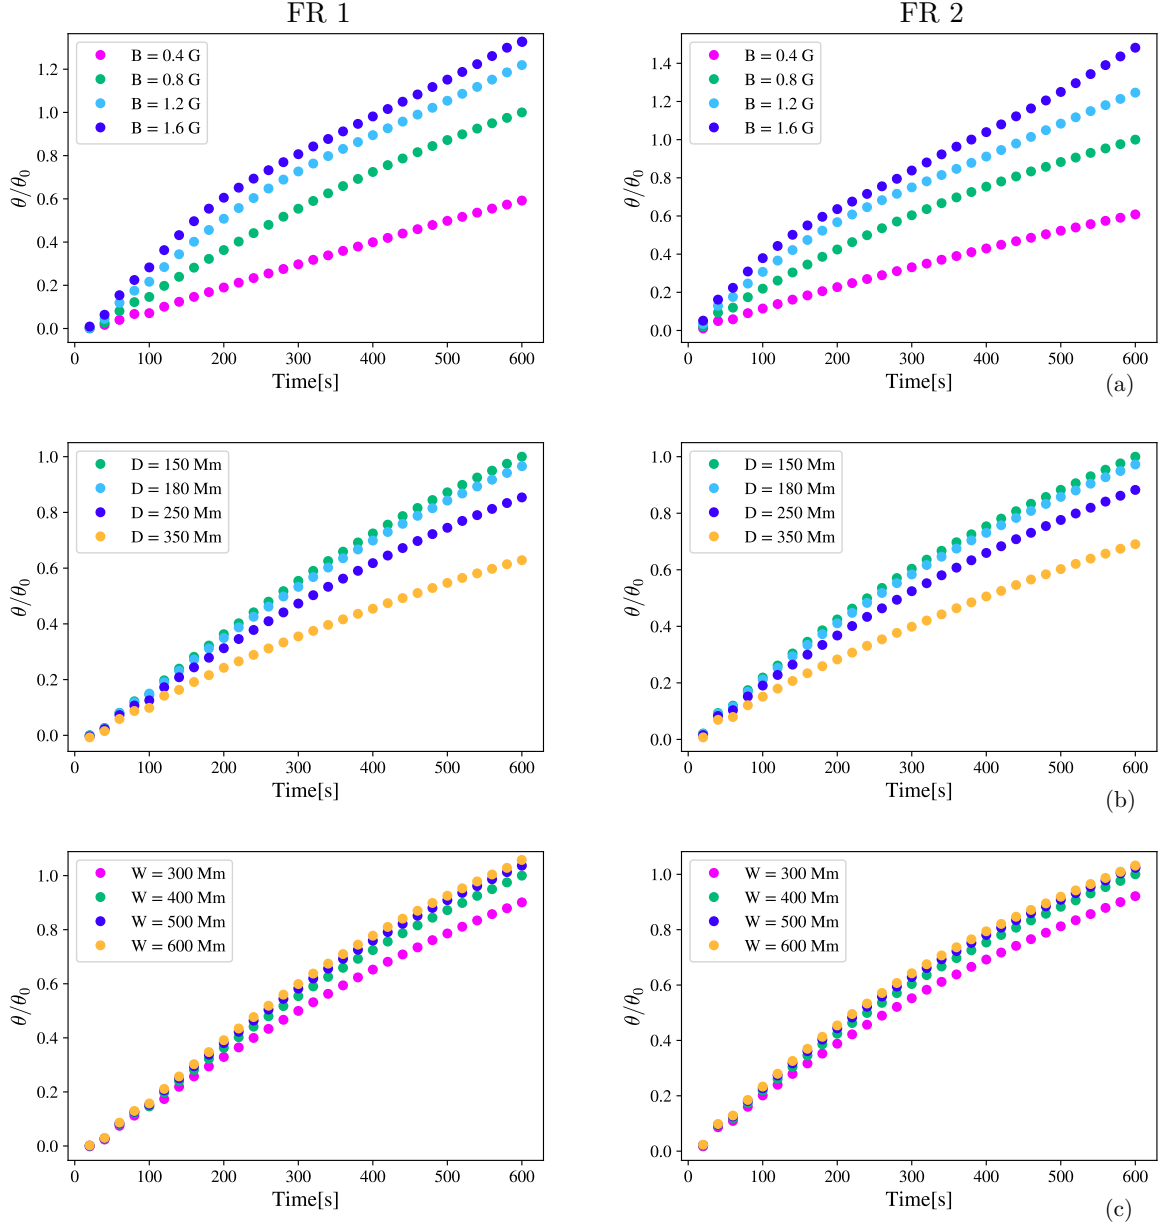 FR 1
FR 2
B = 0.4 G
B = 0.8 G
B = 1.2 G
B = 1.6 G
θ/θ0
0.0
0.2
0.4
0.6
0.8
1.0
1.2
0
100
200
300
400
500
600
Time[s]
B = 0.4 G
B = 0.8 G
B = 1.2 G
B = 1.6 G
θ/θ0
0.0
0.2
0.4
0.6
0.8
1.0
1.2
1.4
0
100
200
300
400
500
600
Time[s]
(a)
D = 150 Mm
D = 180 Mm
D = 250 Mm
D = 350 Mm
θ/θ0
0.0
0.2
0.4
0.6
0.8
1.0
0
100
200
300
400
500
600
Time[s]
D = 150 Mm
D = 180 Mm
D = 250 Mm
D = 350 Mm
θ/θ0
0.0
0.2
0.4
0.6
0.8
1.0
0
100
200
300
400
500
600
Time[s]
(b)
W = 300 Mm
W = 400 Mm
W = 500 Mm
W = 600 Mm
θ/θ0
0.0
0.2
0.4
0.6
0.8
1.0
0
100
200
300
400
500
600
Time[s]
W = 300 Mm
W = 400 Mm
W = 500 Mm
W = 600 Mm
θ/θ0
0.0
0.2
0.4
0.6
0.8
1.0
0
100
200
300
400
500
600
Time[s]
(c)